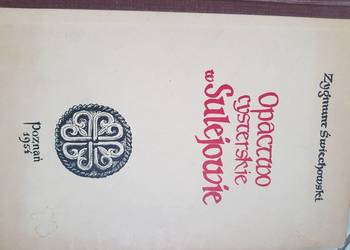 Zygmunt Świechowski
Opactwo
cysterskie
w Sulejowie
Poznań
1954